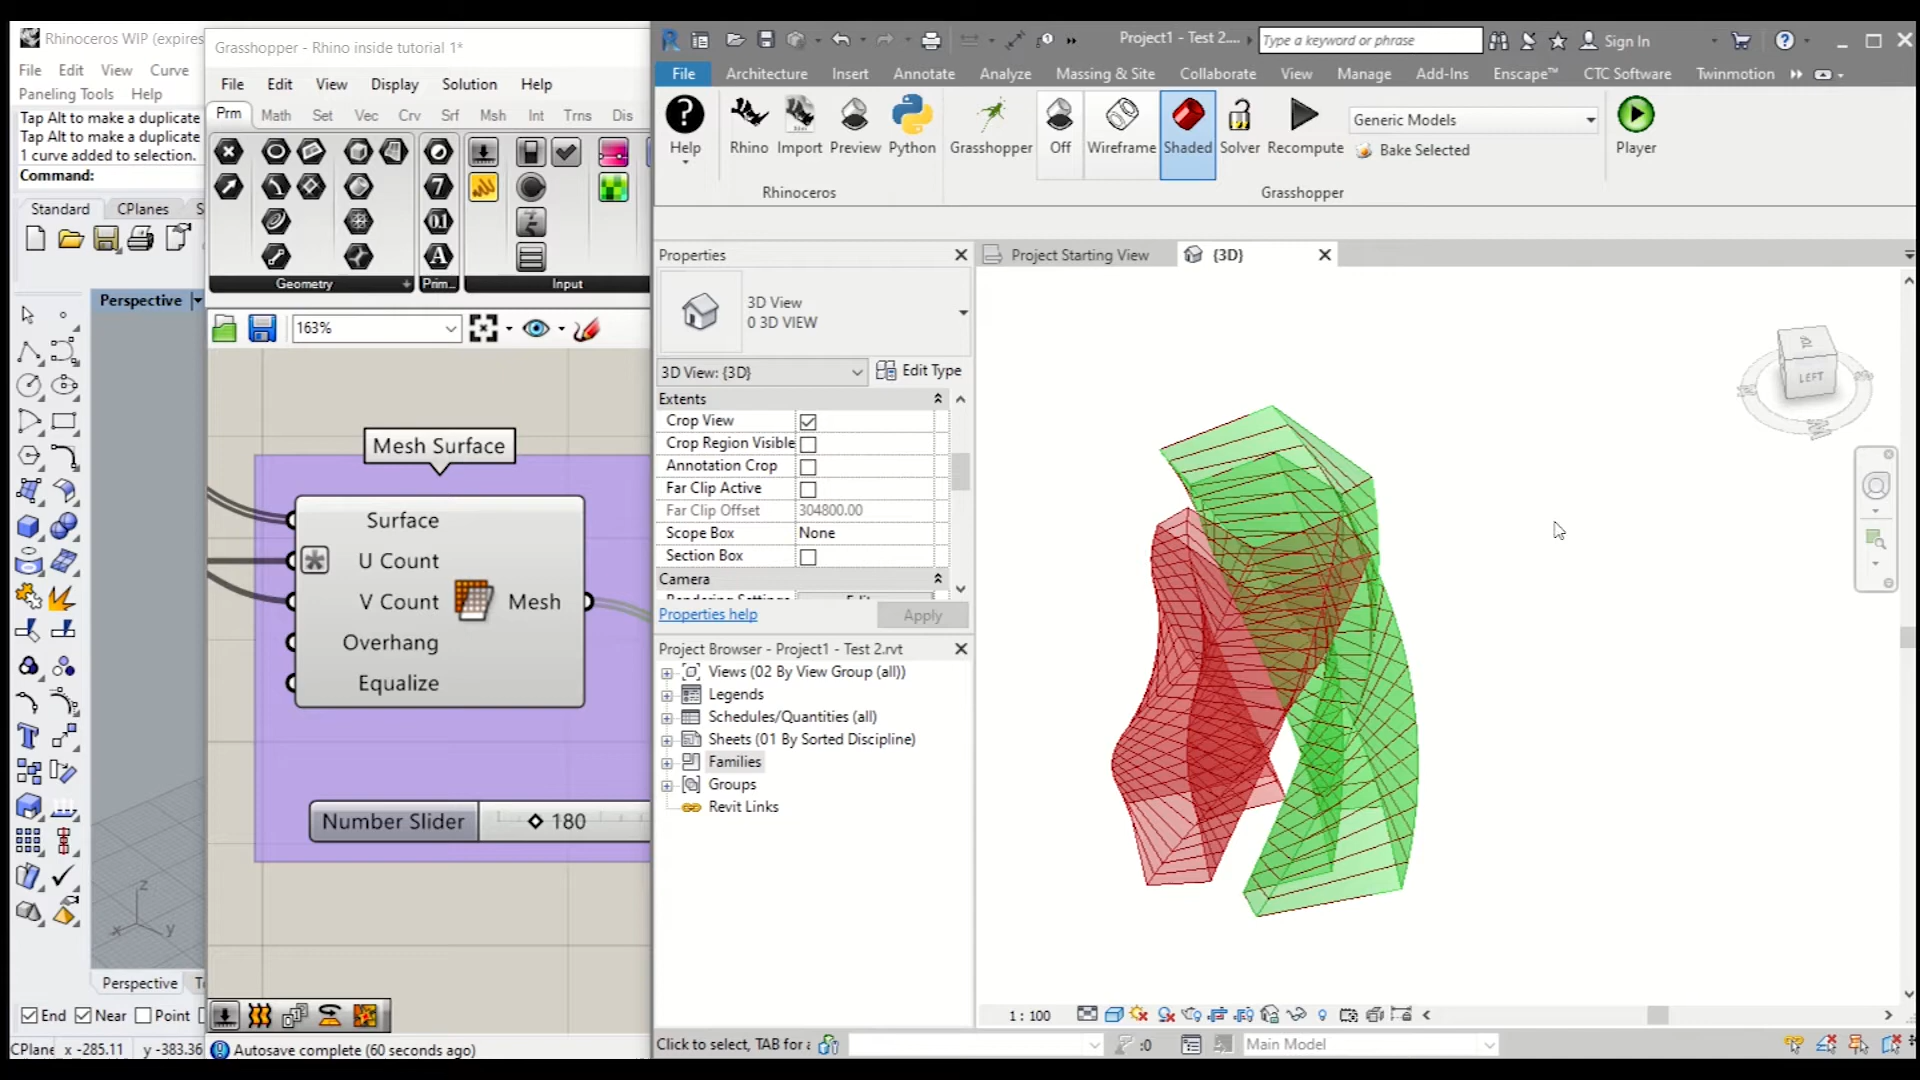 Rhinoceros WIP (expires
File Edit View Curve
Paneling Tools Help
Tap Alt to make a duplicate
Tap Alt to make a duplicate
1 curve added to selection.
Command:
Standard CPlanes S
Perspective
Perspective
End Near Point
CPlane x -285.11 y -383.36
Grasshopper - Rhino inside tutorial 1*
File Edit View Display Solution Help
Prm Math Set Vec Crv Srf Msh Int Trns Dis
Geometry Prim... Input
163%
Mesh Surface
Surface
U Count
V Count Mesh
Overhang
Equalize
Number Slider 180
Autosave complete (60 seconds ago)
Project1 - Test 2.... Type a keyword or phrase Sign In
File Architecture Insert Annotate Analyze Massing & Site Collaborate View Manage Add-Ins Enscape™ CTC Software Twinmotion
Help Rhino Import Preview Python Grasshopper Off Wireframe Shaded Solver Recompute
Generic Models
Bake Selected
Player
Rhinoceros Grasshopper
Properties
Project Starting View {3D}
3D View
0 3D VIEW
3D View: {3D} Edit Type
Extents
Crop View
Crop Region Visible
Annotation Crop
Far Clip Active
Far Clip Offset 304800.00
Scope Box None
Section Box
Camera
Properties help Apply
Project Browser - Project1 - Test 2.rvt
Views (02 By View Group (all))
Legends
Schedules/Quantities (all)
Sheets (01 By Sorted Discipline)
Families
Groups
Revit Links
LEFT
1 : 100
Click to select, TAB for a :0 Main Model